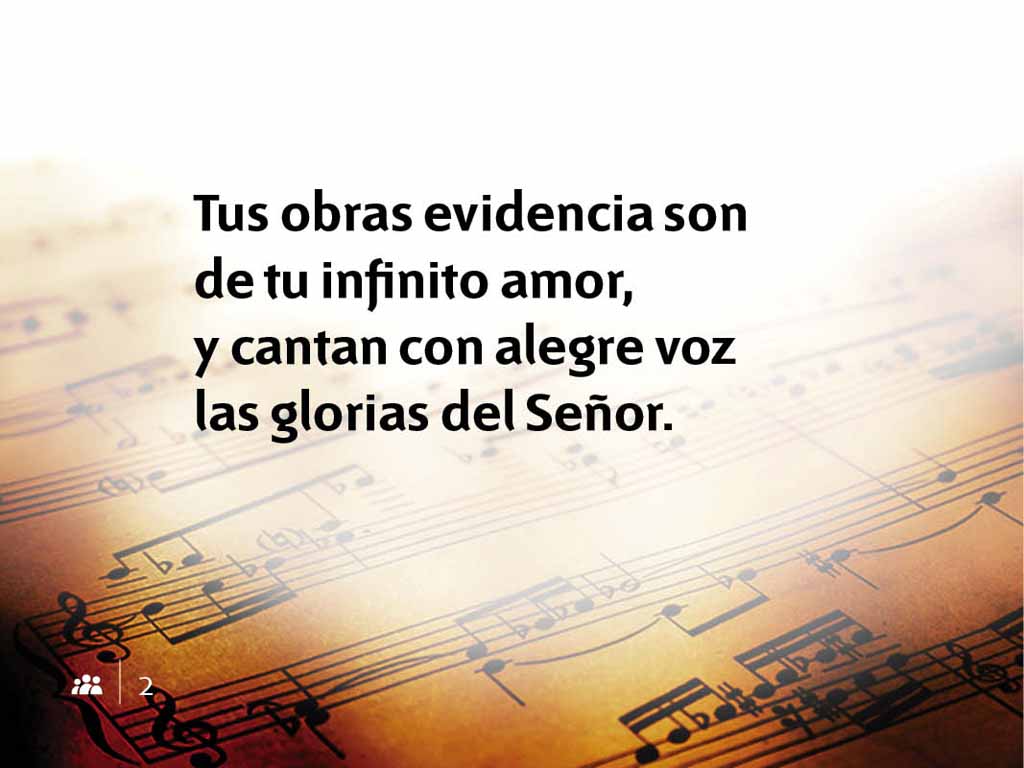 Tus obras evidencia son
de tu infinito amor,
y cantan con alegre voz
las glorias del Señor.
2